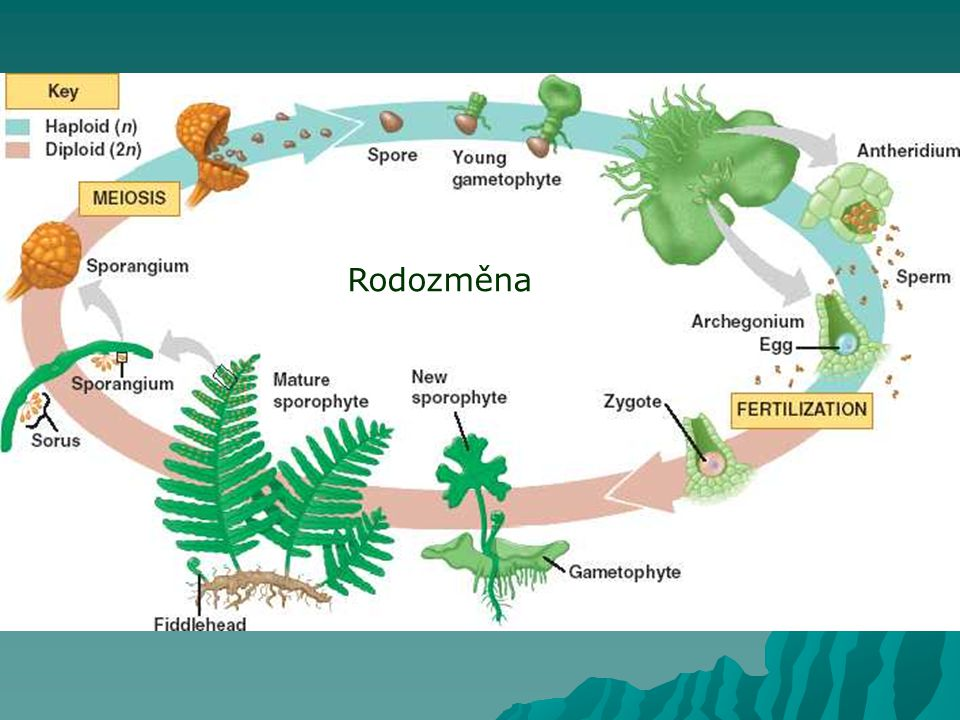 Key
Haploid (n)
Diploid (2n)
MEIOSIS
Spore
Young
gametophyte
Antheridium
Sporangium
Rodozměna
Sperm
Archegonium
Egg
Sporangium
Mature
sporophyte
New
sporophyte
Zygote
FERTILIZATION
Sorus
Gametophyte
Fiddlehead